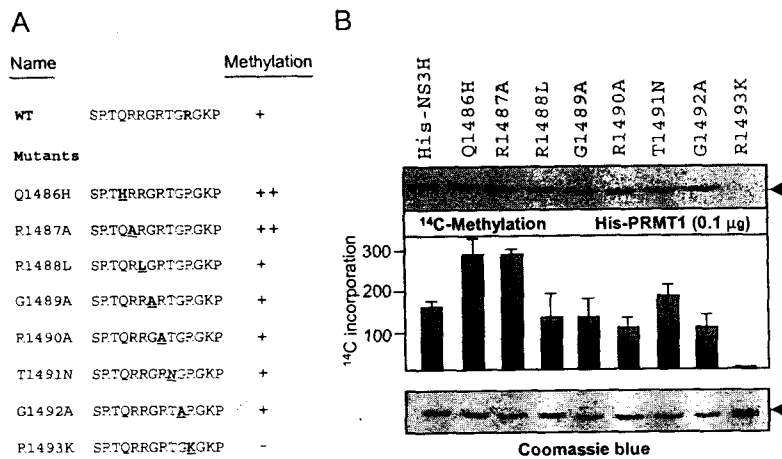 A
Name Methylation
WT SPTQRRGRTGRGKP +
Mutants
Q1486H SPTHRRGRTGRGKP ++
R1487A SPTQARGRTGRGKP ++
R1488L SPTQRLGRTGRGKP +
G1489A SPTQRRARTGRGKP +
R1490A SPTQRRGATGRGKP +
T1491N SPTQRRGRNGRGKP +
G1492A SPTQRRGRTARGKP +
R1493K SPTQRRGRTGKGKP -
B
His-NS3H
Q1486H
R1487A
R1488L
G1489A
R1490A
T1491N
G1492A
R1493K
14C-Methylation His-PRMT1 (0.1 µg)
14C incorporation
300
200
100
Coomassie blue